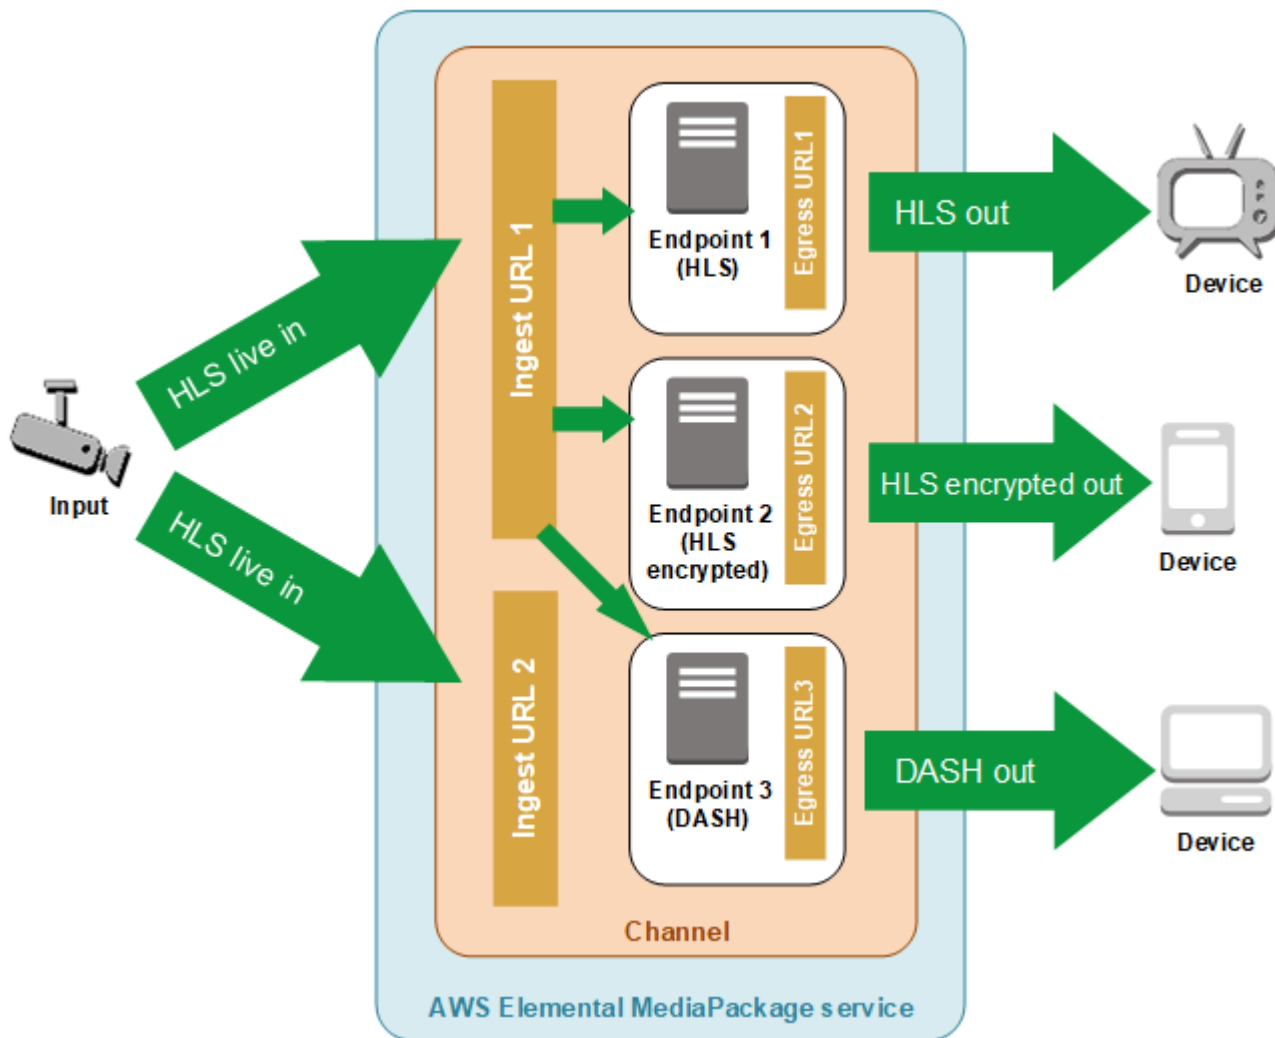 HLS live in
HLS live in
Input
Ingest URL 1
Ingest URL 2
Endpoint 1
(HLS)
Egress URL1
Endpoint 2
(HLS
encrypted)
Egress URL2
Endpoint 3
(DASH)
Egress URL3
HLS out
Device
HLS encrypted out
Device
DASH out
Device
Channel
AWS Elemental MediaPackage service